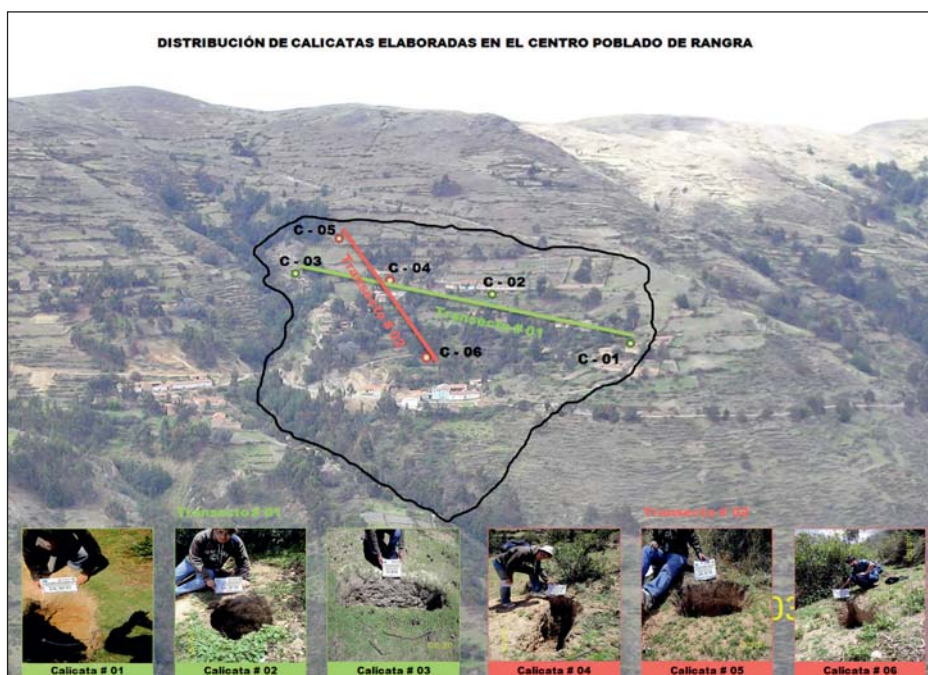 DISTRIBUCIÓN DE CALICATAS ELABORADAS EN EL CENTRO POBLADO DE RANGRA
C - 05
C - 03
C - 04
C - 02
Transecto # 02
Transecto # 01
C - 01
C - 06
Transecto # 01
Transecto # 02
03
Calicata # 01
Calicata # 02
Calicata # 03
Calicata # 04
Calicata # 05
Calicata # 06